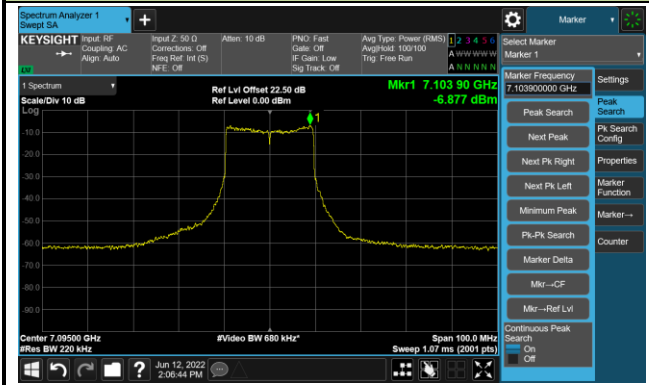 Spectrum Analyzer 1
Swept SA
+
Marker
KEYSIGHT Input: RF
Coupling: AC
Align: Auto
Input Z: 50 Ω
Corrections: Off
Freq Ref: Int (S)
NFE: Off
Atten: 10 dB
PNO: Fast
Gate: Off
IF Gain: Low
Sig Track: Off
Avg Type: Power (RMS)
Avg|Hold: 100/100
Trig: Free Run
1 2 3 4 5 6
A W W W W W
A N N N N N
Select Marker
Marker 1
LXI
1 Spectrum
Scale/Div 10 dB
Log
Ref Lvl Offset 22.50 dB
Ref Level 0.00 dBm
Mkr1 7.103 90 GHz
-6.877 dBm
1
-10.0
-20.0
-30.0
-40.0
-50.0
-60.0
-70.0
-80.0
-90.0
Center 7.09500 GHz
#Res BW 220 kHz
#Video BW 680 kHz*
Span 100.0 MHz
Sweep 1.07 ms (2001 pts)
Marker Frequency
7.103900000 GHz
Peak Search
Next Peak
Next Pk Right
Next Pk Left
Minimum Peak
Pk-Pk Search
Marker Delta
Mkr→CF
Mkr→Ref Lvl
Continuous Peak
Search
On
Off
Settings
Peak
Search
Pk Search
Config
Properties
Marker
Function
Marker→
Counter
Jun 12, 2022
2:06:44 PM